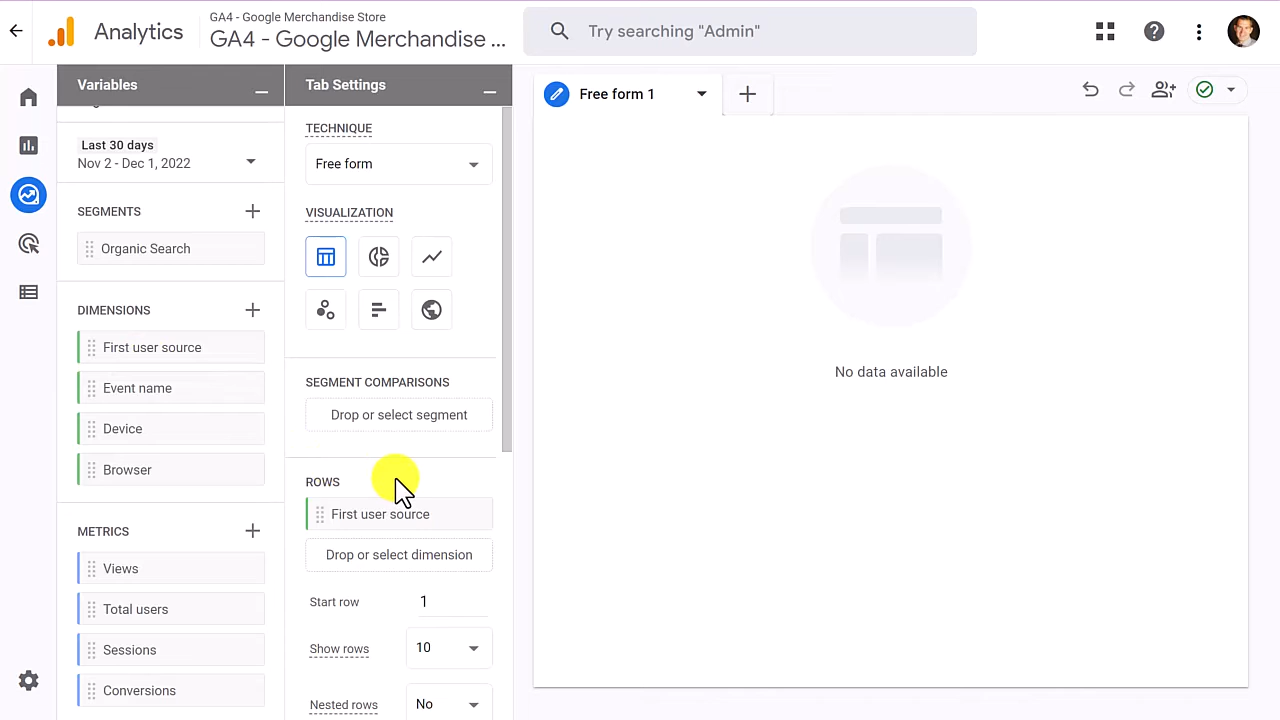 Analytics
GA4 - Google Merchandise Store
GA4 - Google Merchandise ...
Try searching "Admin"
Variables
Last 30 days
Nov 2 - Dec 1, 2022
SEGMENTS
Organic Search
DIMENSIONS
First user source
Event name
Device
Browser
METRICS
Views
Total users
Sessions
Conversions
Tab Settings
TECHNIQUE
Free form
VISUALIZATION
SEGMENT COMPARISONS
Drop or select segment
ROWS
First user source
Drop or select dimension
Start row 1
Show rows 10
Nested rows No
Free form 1
No data available